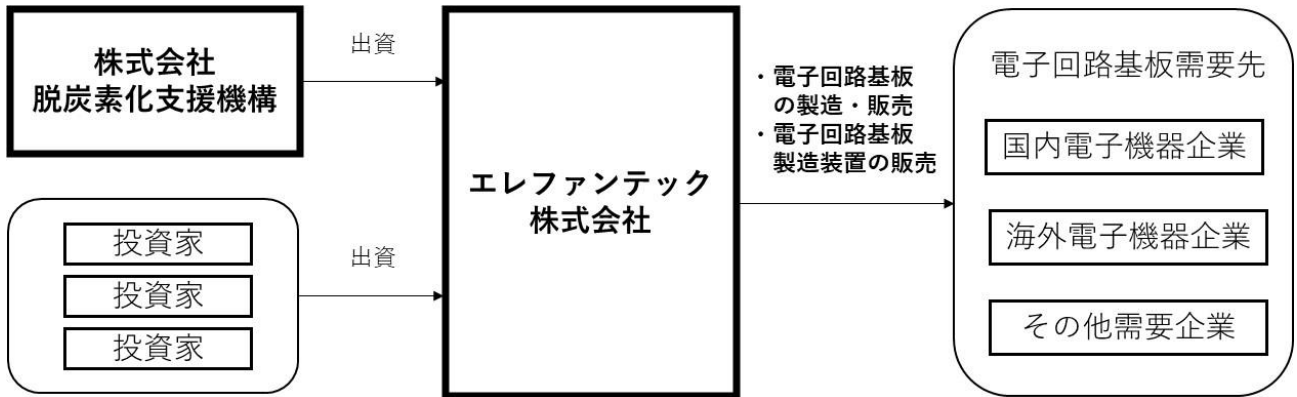 株式会社
脱炭素化支援機構
出資
投資家
投資家
投資家
出資
エレファンテック
株式会社
・電子回路基板
の製造・販売
・電子回路基板
製造装置の販売
電子回路基板需要先
国内電子機器企業
海外電子機器企業
その他需要企業